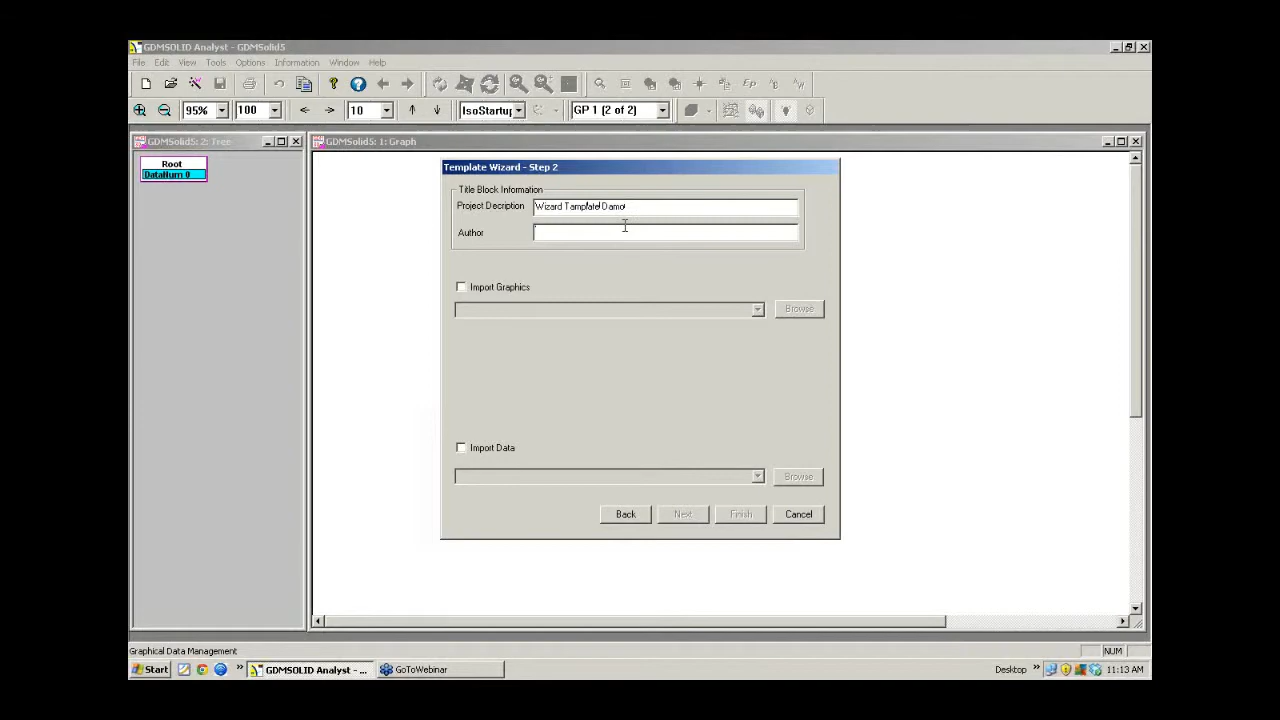 GDMSOLID Analyst - GDMSolid5
File Edit View Tools Options Information Window Help
95% 100 10 IsoStartup GP 1 (2 of 2)
GDMSolid5: 2: Tree
GDMSolid5: 1: Graph
Root
DataNum 0
Template Wizard - Step 2
Title Block Information
Project Decription Wizard Tamplate Damo
Author
Import Graphics
Browse
Import Data
Browse
Back Next Finish Cancel
Graphical Data Management
NUM
Start GDMSOLID Analyst - ... GoToWebinar Desktop 11:13 AM